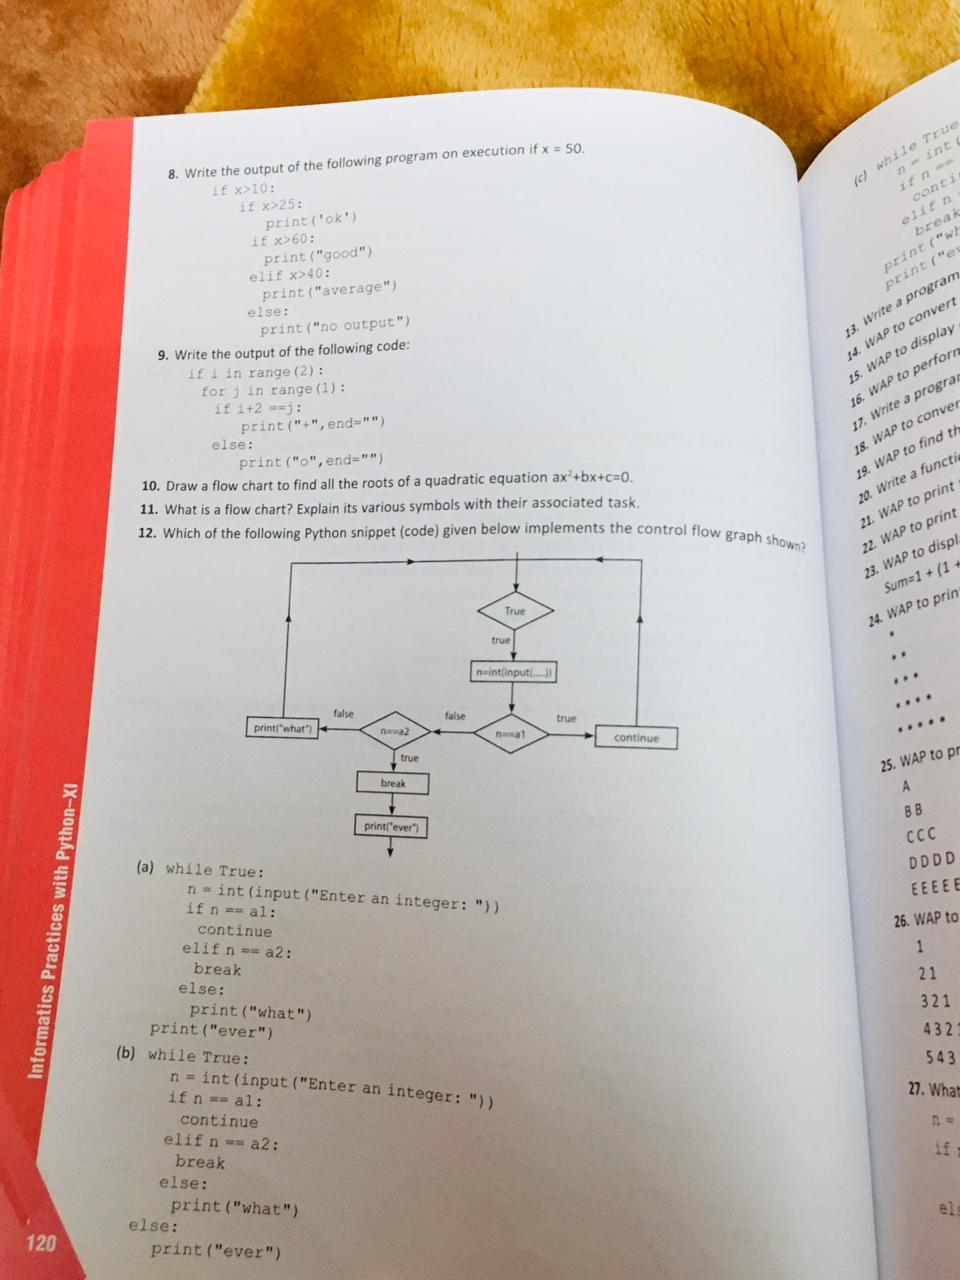 8. Write the output of the following program on execution if x = 50.
if x>10:
if x>25:
print('ok')
if x>60:
print("good")
elif x>40:
print("average")
else:
print("no output")
9. Write the output of the following code:
if i in range(2):
for j in range(1):
if i+2 ==j:
print("+",end="")
else:
print("o",end="")
10. Draw a flow chart to find all the roots of a quadratic equation ax²+bx+c=0.
11. What is a flow chart? Explain its various symbols with their associated task.
12. Which of the following Python snippet (code) given below implements the control flow graph shown?
True
true
n=int(input(....))
false
false
true
print("what")
n==a2
n==a1
continue
true
break
print("ever")
(a) while True:
n = int(input("Enter an integer: "))
if n == a1:
continue
elif n == a2:
break
else:
print("what")
print("ever")
(b) while True:
n = int(input("Enter an integer: "))
if n == a1:
continue
elif n == a2:
break
else:
print("what")
else:
print("ever")
Informatics Practices with Python–XI
120
(c) while True
n = int(
if n ==
conti
elif n
break
print("wh
print("ev
13. Write a program
14. WAP to convert
15. WAP to display
16. WAP to perform
17. Write a program
18. WAP to conver
19. WAP to find th
20. Write a functi
21. WAP to print
22. WAP to print
23. WAP to displ
Sum=1 + (1 +
24. WAP to prin
•
• •
• • •
• • • •
• • • • •
25. WAP to pr
A
B B
C C C
D D D D
E E E E E
26. WAP to
1
2 1
3 2 1
4 3 2 1
5 4 3
27. What
n =
if
els